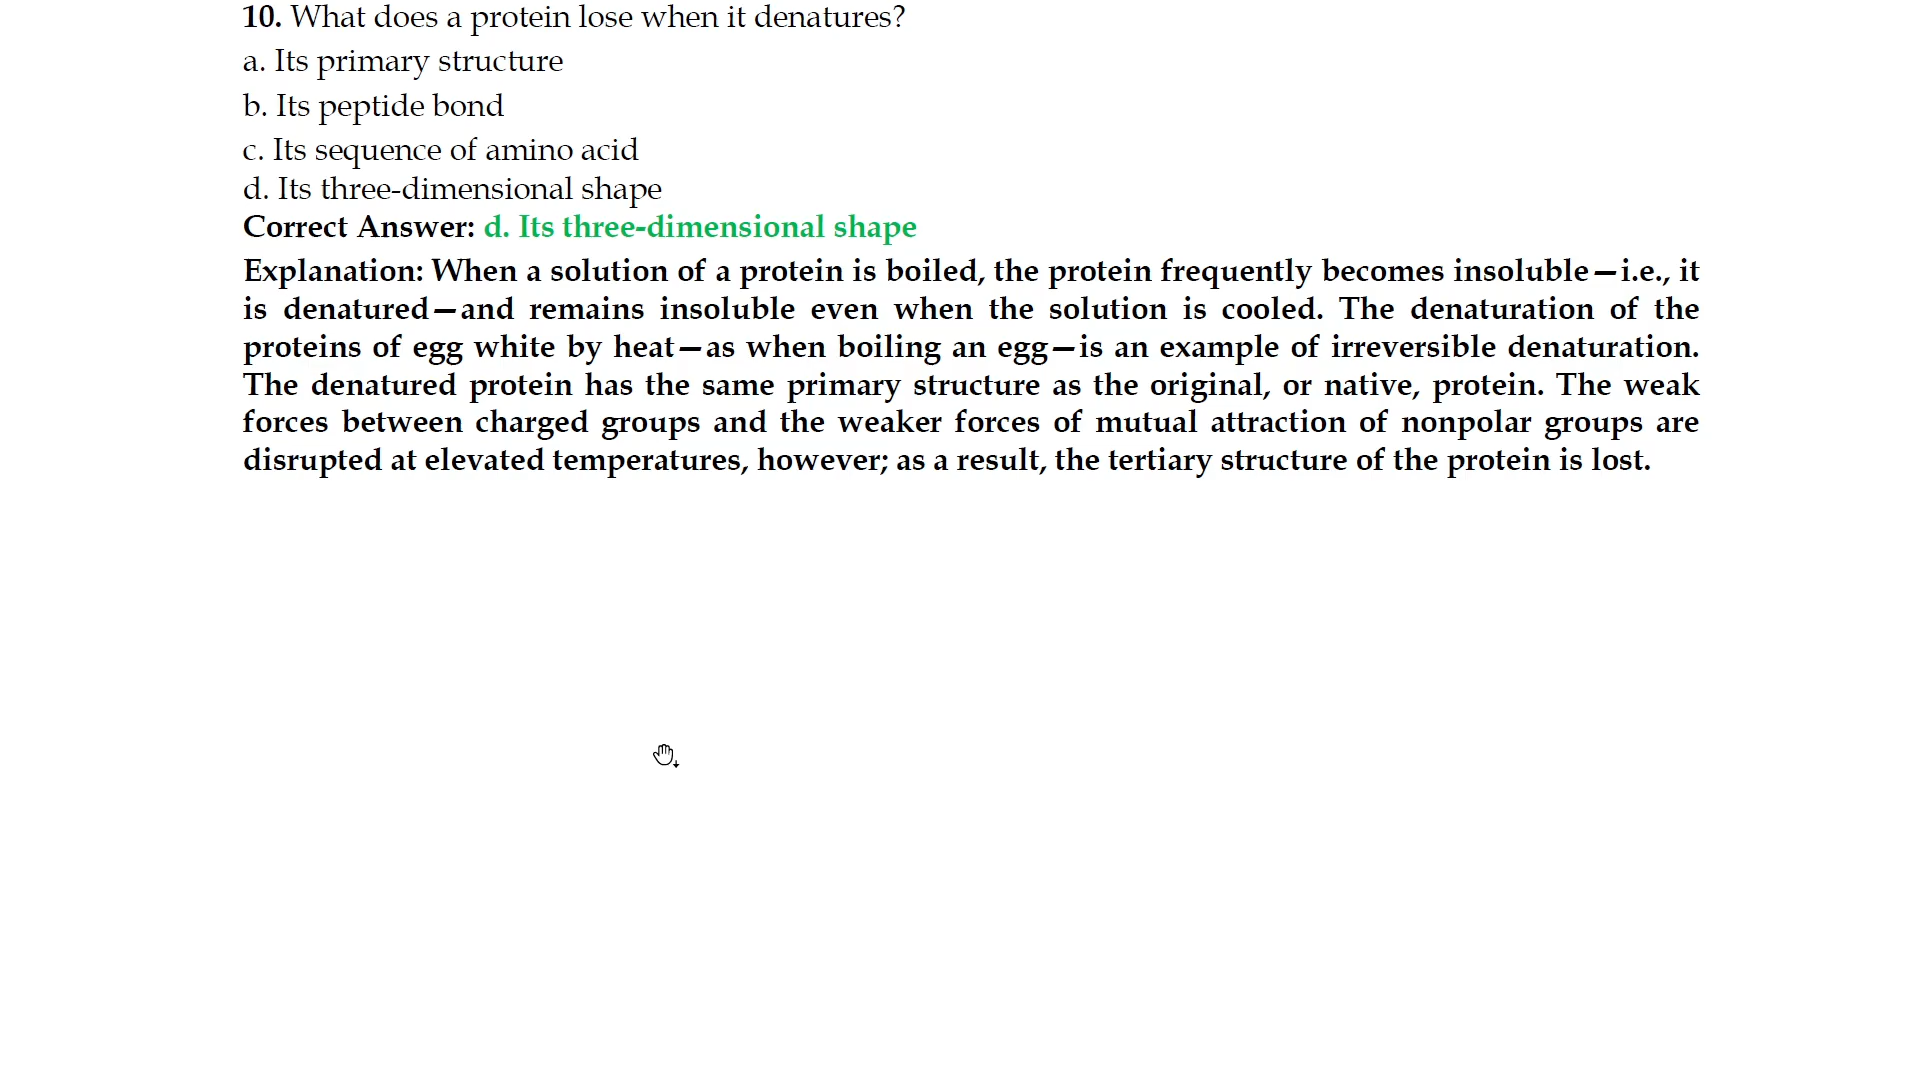 10. What does a protein lose when it denatures?
a. Its primary structure
b. Its peptide bond
c. Its sequence of amino acid
d. Its three-dimensional shape
Correct Answer: d. Its three-dimensional shape
Explanation: When a solution of a protein is boiled, the protein frequently becomes insoluble—i.e., it
is denatured—and remains insoluble even when the solution is cooled. The denaturation of the
proteins of egg white by heat—as when boiling an egg—is an example of irreversible denaturation.
The denatured protein has the same primary structure as the original, or native, protein. The weak
forces between charged groups and the weaker forces of mutual attraction of nonpolar groups are
disrupted at elevated temperatures, however; as a result, the tertiary structure of the protein is lost.